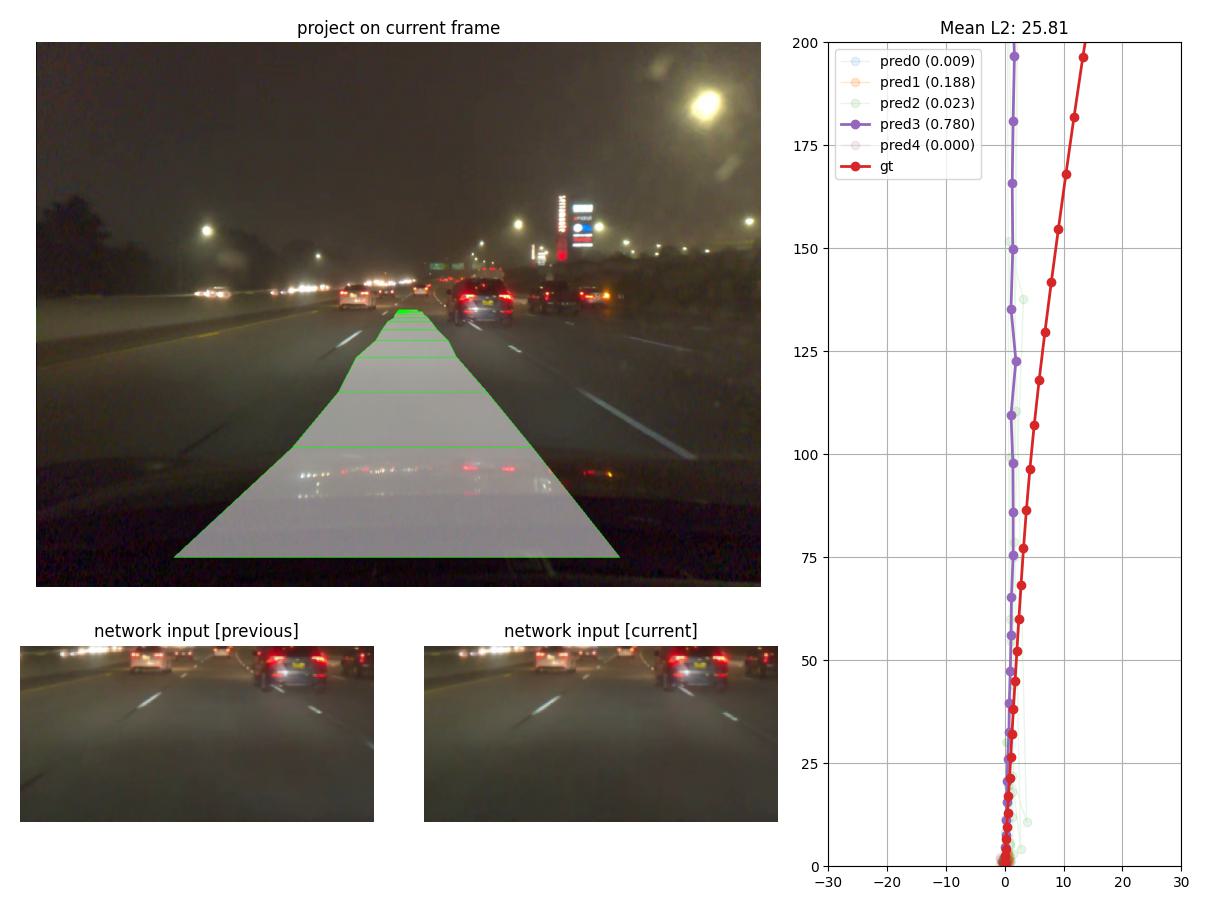 project on current frame
Mean L2: 25.81
200
175
150
125
100
75
50
25
0
−30
−20
−10
0
10
20
30
pred0 (0.009)
pred1 (0.188)
pred2 (0.023)
pred3 (0.780)
pred4 (0.000)
gt
network input [previous]
network input [current]